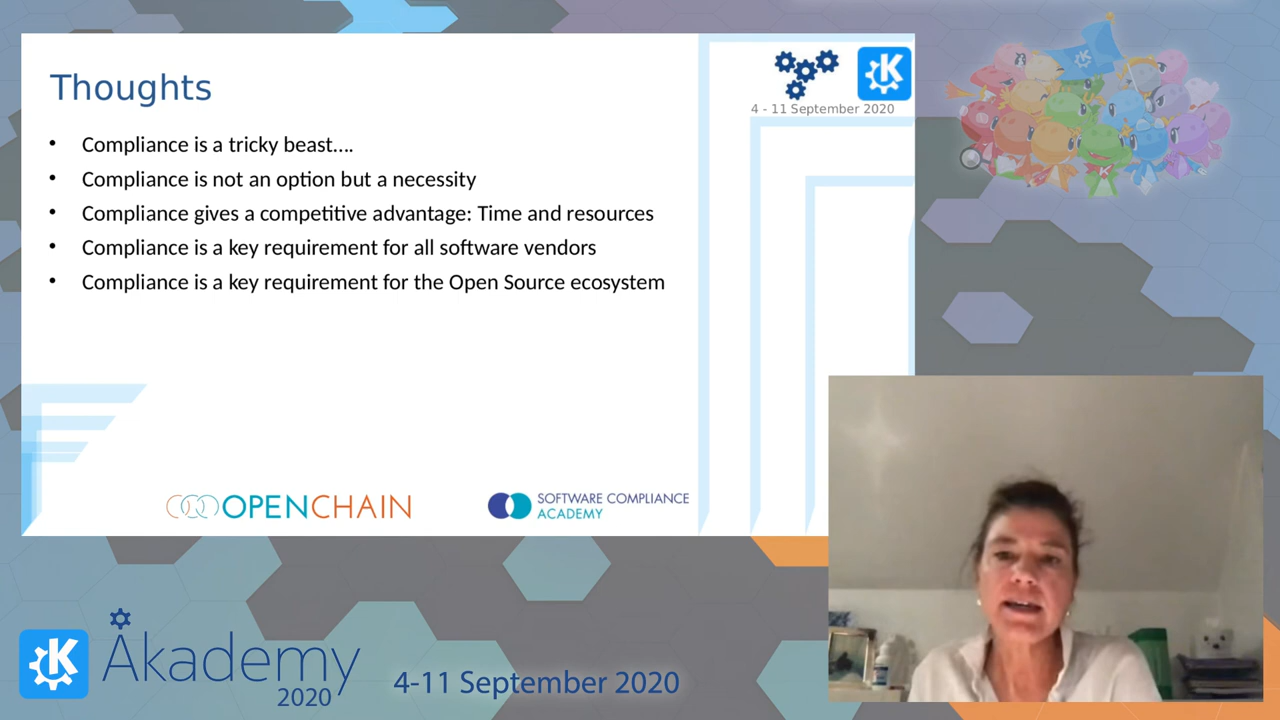 Thoughts
4 - 11 September 2020
• Compliance is a tricky beast....
• Compliance is not an option but a necessity
• Compliance gives a competitive advantage: Time and resources
• Compliance is a key requirement for all software vendors
• Compliance is a key requirement for the Open Source ecosystem
OPENCHAIN
SOFTWARE COMPLIANCE
ACADEMY
Akademy
2020
4-11 September 2020